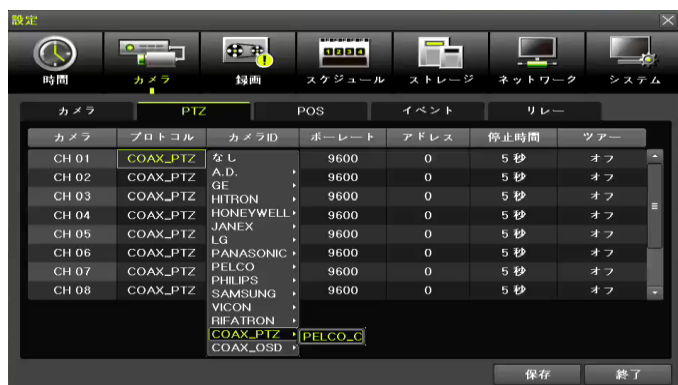 設定
時間 カメラ 録画 スケジュール ストレージ ネットワーク システム
カメラ PTZ POS イベント リレー
カメラ プロトコル カメラID ボーレート アドレス 停止時間 ツアー
CH 01 COAX_PTZ なし 9600 0 5 秒 オフ
CH 02 COAX_PTZ A.D. 9600 0 5 秒 オフ
GE
CH 03 COAX_PTZ HITRON 9600 0 5 秒 オフ
CH 04 COAX_PTZ HONEYWELL 9600 0 5 秒 オフ
JANEX
CH 05 COAX_PTZ LG 9600 0 5 秒 オフ
CH 06 COAX_PTZ PANASONIC 9600 0 5 秒 オフ
CH 07 COAX_PTZ PELCO 9600 0 5 秒 オフ
PHILIPS
CH 08 COAX_PTZ SAMSUNG 9600 0 5 秒 オフ
VICON
RIFATRON
COAX_PTZ PELCO_C
COAX_OSD
保存 終了